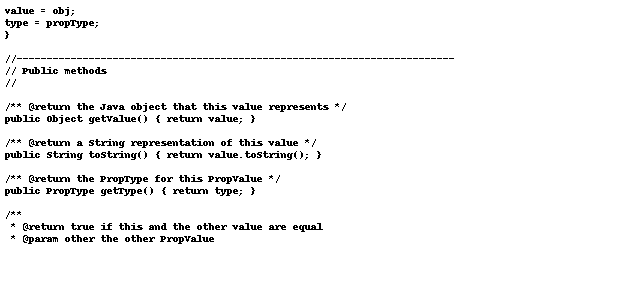 value = obj;
type = propType;
}
//-------------------------------------------------------------------------
// Public methods
//
/** @return the Java object that this value represents */
public Object getValue() { return value; }
/** @return a String representation of this value */
public String toString() { return value.toString(); }
/** @return the PropType for this PropValue */
public PropType getType() { return type; }
/**
 * @return true if this and the other value are equal
 * @param other the other PropValue